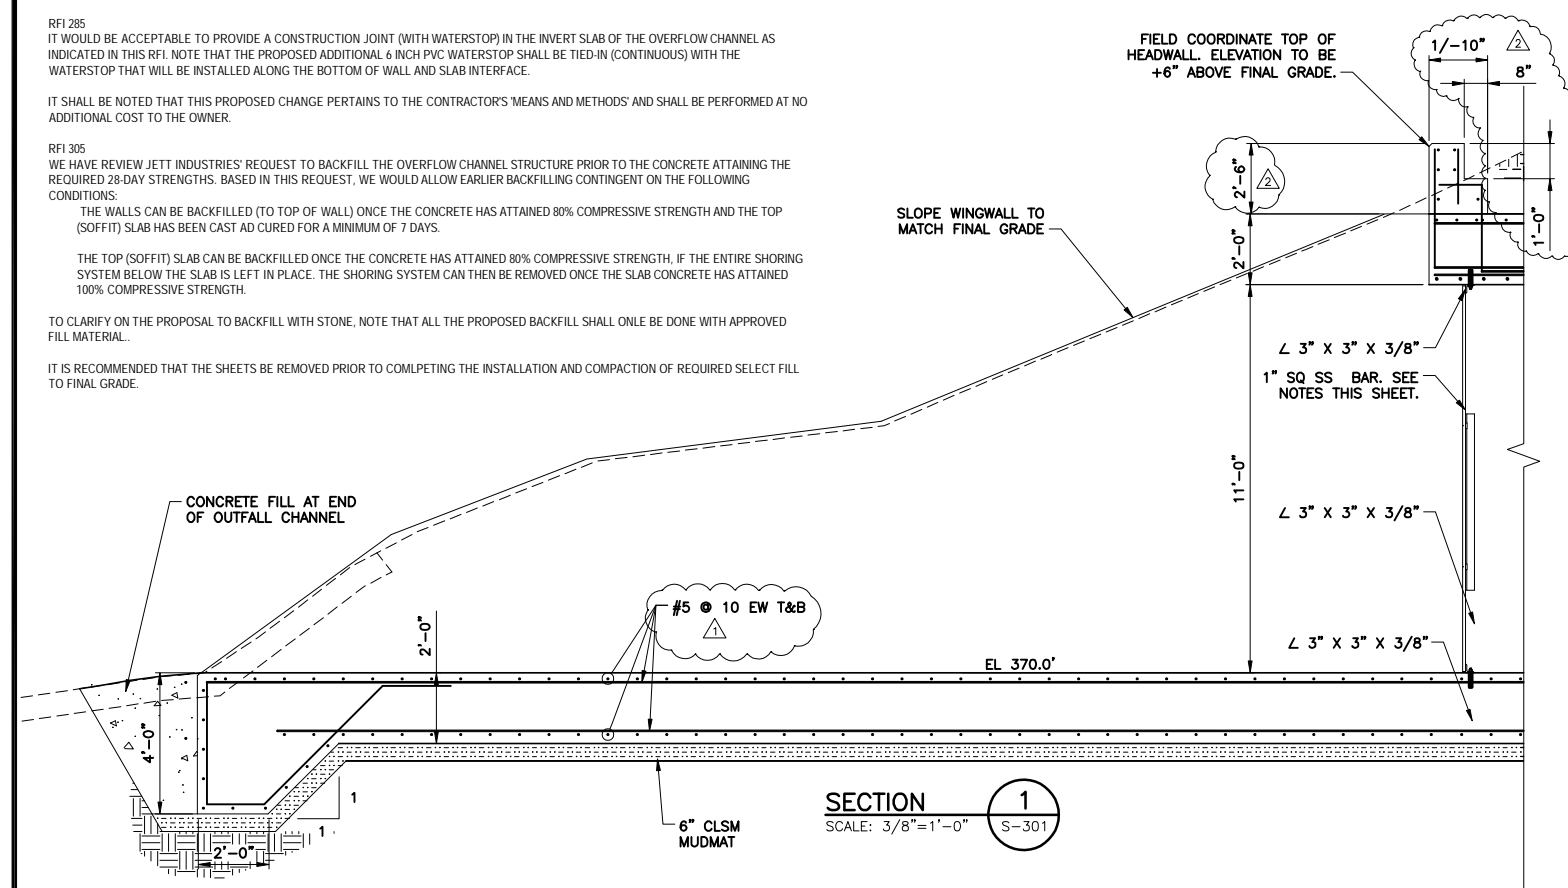 RFI 285
IT WOULD BE ACCEPTABLE TO PROVIDE A CONSTRUCTION JOINT (WITH WATERSTOP) IN THE INVERT SLAB OF THE OVERFLOW CHANNEL AS
INDICATED IN THIS RFI. NOTE THAT THE PROPOSED ADDITIONAL 6 INCH PVC WATERSTOP SHALL BE TIED-IN (CONTINUOUS) WITH THE
WATERSTOP THAT WILL BE INSTALLED ALONG THE BOTTOM OF WALL AND SLAB INTERFACE.
IT SHALL BE NOTED THAT THIS PROPOSED CHANGE PERTAINS TO THE CONTRACTOR'S 'MEANS AND METHODS' AND SHALL BE PERFORMED AT NO
ADDITIONAL COST TO THE OWNER.
RFI 305
WE HAVE REVIEW JETT INDUSTRIES' REQUEST TO BACKFILL THE OVERFLOW CHANNEL STRUCTURE PRIOR TO THE CONCRETE ATTAINING THE
REQUIRED 28-DAY STRENGTHS. BASED IN THIS REQUEST, WE WOULD ALLOW EARLIER BACKFILLING CONTINGENT ON THE FOLLOWING
CONDITIONS:
THE WALLS CAN BE BACKFILLED (TO TOP OF WALL) ONCE THE CONCRETE HAS ATTAINED 80% COMPRESSIVE STRENGTH AND THE TOP
(SOFFIT) SLAB HAS BEEN CAST AD CURED FOR A MINIMUM OF 7 DAYS.
THE TOP (SOFFIT) SLAB CAN BE BACKFILLED ONCE THE CONCRETE HAS ATTAINED 80% COMPRESSIVE STRENGTH, IF THE ENTIRE SHORING
SYSTEM BELOW THE SLAB IS LEFT IN PLACE. THE SHORING SYSTEM CAN THEN BE REMOVED ONCE THE SLAB CONCRETE HAS ATTAINED
100% COMPRESSIVE STRENGTH.
TO CLARIFY ON THE PROPOSAL TO BACKFILL WITH STONE, NOTE THAT ALL THE PROPOSED BACKFILL SHALL ONLE BE DONE WITH APPROVED
FILL MATERIAL..
IT IS RECOMMENDED THAT THE SHEETS BE REMOVED PRIOR TO COMLPETING THE INSTALLATION AND COMPACTION OF REQUIRED SELECT FILL
TO FINAL GRADE.
FIELD COORDINATE TOP OF
HEADWALL. ELEVATION TO BE
+6" ABOVE FINAL GRADE.
1/-10"
2
8"
2'-6"
2
1'-0"
SLOPE WINGWALL TO
MATCH FINAL GRADE
2'-0"
∠ 3" X 3" X 3/8"
1" SQ SS BAR. SEE
NOTES THIS SHEET.
11'-0"
CONCRETE FILL AT END
OF OUTFALL CHANNEL
∠ 3" X 3" X 3/8"
#5 @ 10 EW T&B
1
2'-0"
∠ 3" X 3" X 3/8"
EL 370.0'
4'-0"
1
1
2'-0"
6" CLSM
MUDMAT
SECTION
SCALE: 3/8"=1'-0"
1
S-301